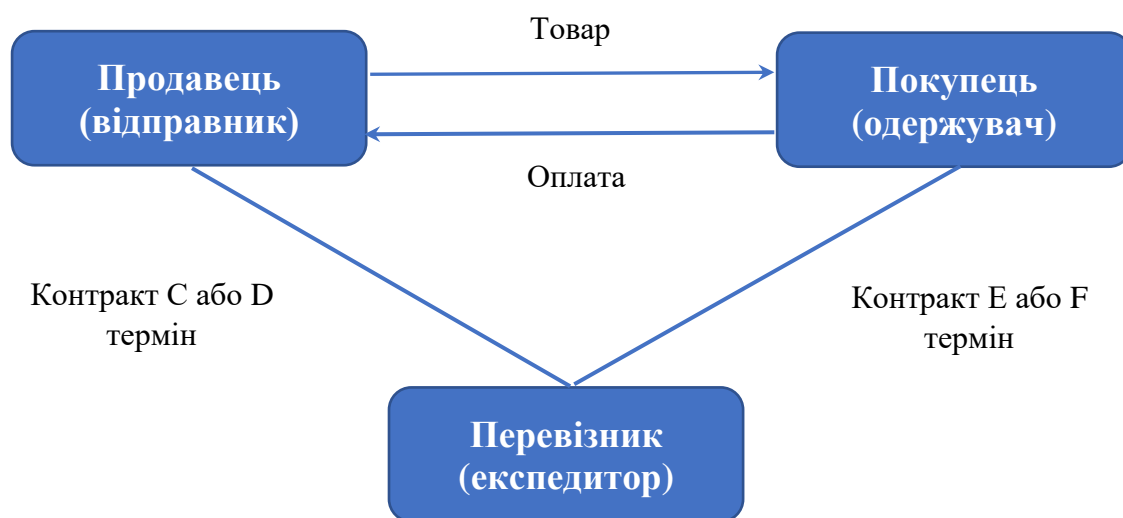 Товар
Продавець
(відправник)
Покупець
(одержувач)
Оплата
Контракт C або D
термін
Контракт E або F
термін
Перевізник
(експедитор)